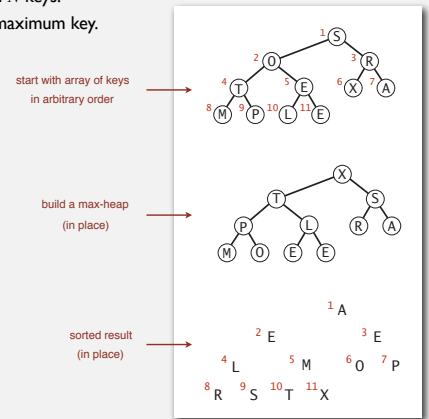 N keys.
maximum key.
start with array of keys
in arbitrary order
1 S
2 O 3 R
4 T 5 E 6 X 7 A
8 M 9 P 10 L 11 E
build a max-heap
(in place)
X
T S
P L R A
M O E E
sorted result
(in place)
1 A
2 E 3 E
4 L 5 M 6 O 7 P
8 R 9 S 10 T 11 X